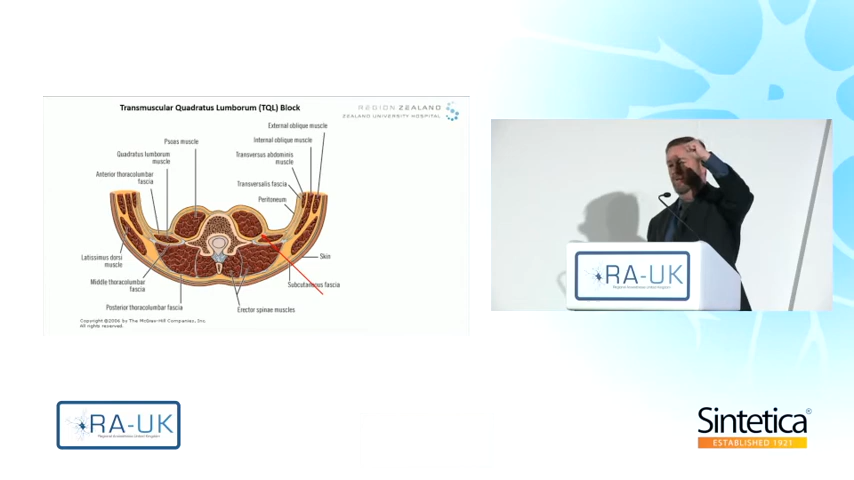 Transmuscular Quadratus Lumborum (TQL) Block
REGION ZEALAND
ZEALAND UNIVERSITY HOSPITAL
External oblique muscle
Internal oblique muscle
Psoas muscle
Quadratus lumborum
muscle
Transversus abdominis
muscle
Anterior thoracolumbar
fascia
Transversalis fascia
Peritoneum
Latissimus dorsi
muscle
Skin
Middle thoracolumbar
fascia
Subcutaneous fascia
Posterior thoracolumbar fascia
Erector spinae muscles
Copyright ©2006 by The McGraw-Hill Companies, Inc.
All rights reserved.
RA-UK
Regional Anaesthesia United Kingdom
RA-UK
Regional Anaesthesia United Kingdom
Sintetica®
ESTABLISHED 1921